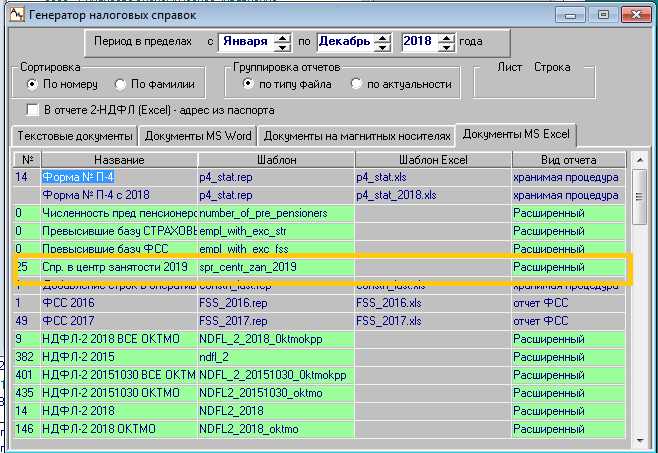 Генератор налоговых справок
Период в пределах с Января по Декабрь 2018 года
Сортировка Группировка отчетов Лист Строка
По номеру По фамилии по типу файла по актуальности
В отчете 2-НДФЛ (Excel) - адрес из паспорта
Текстовые документы Документы MS Word Документы на магнитных носителях Документы MS Excel
№ Название Шаблон Шаблон Excel Вид отчета
14 Форма № П-4 p4_stat.rep p4_stat.xls хранимая процедура
Форма № П-4 с 2018 p4_stat.rep p4_stat_2018.xls хранимая процедура
0 Численность пред пенсионеро number_of_pre_pensioners Расширенный
0 Превысившие базу СТРАХОВЬ empl_with_exc_str Расширенный
0 Превысившие базу ФСС empl_with_exc_fss Расширенный
25 Спр. в центр занятости 2019 spr_centr_zan_2019 Расширенный
1 Добавление строк в оператив constn_last.rep constn_last.xls хранимая процедура
1 ФСС 2016 FSS_2016.rep FSS_2016.xls отчет ФСС
49 ФСС 2017 FSS_2017.rep FSS_2017.xls отчет ФСС
9 НДФЛ-2 2018 ВСЕ ОКТМО NDFL_2_2018_0ktmokpp Расширенный
382 НДФЛ-2 2015 ndfl_2 Расширенный
401 НДФЛ-2 20151030 ВСЕ ОКТМ NDFL2_20151030_0ktmokpp Расширенный
435 НДФЛ-2 20151030 ОКТМО NDFL2_20151030_oktmo Расширенный
14 НДФЛ-2 2018 NDFL2_2018 Расширенный
146 НДФЛ-2 2018 ОКТМО NDFL2_2018_oktmo Расширенный